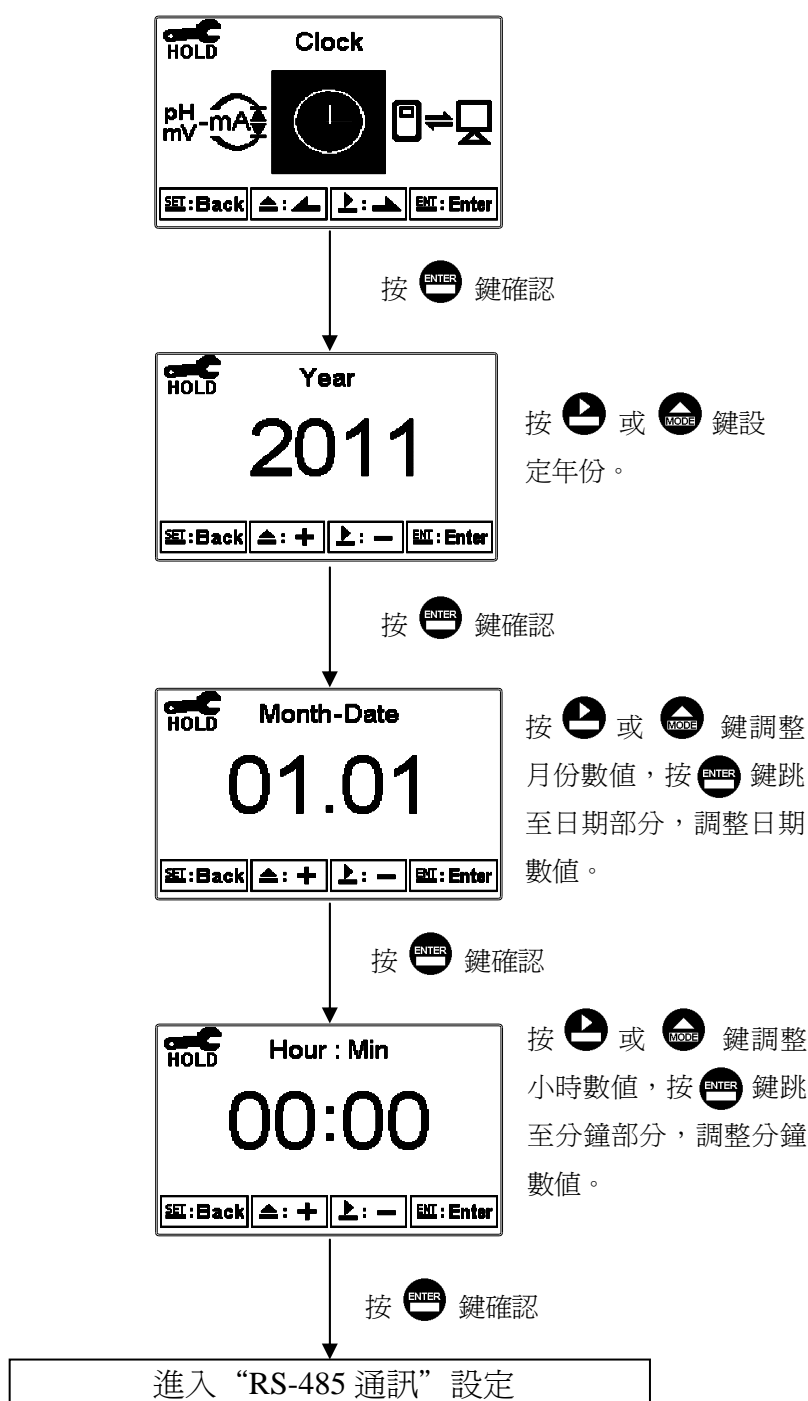 HOLD Clock
pH mV -mA
SET:Back ▲: ▶: ENT:Enter
按 ENTER 鍵確認
HOLD Year
2011
SET:Back ▲:+ ▶:− ENT:Enter
按 或 MODE 鍵設
定年份。
按 ENTER 鍵確認
HOLD Month-Date
01.01
SET:Back ▲:+ ▶:− ENT:Enter
按 或 MODE 鍵調整
月份數值，按 ENTER 鍵跳
至日期部分，調整日期
數值。
按 ENTER 鍵確認
HOLD Hour : Min
00:00
SET:Back ▲:+ ▶:− ENT:Enter
按 或 MODE 鍵調整
小時數值，按 ENTER 鍵跳
至分鐘部分，調整分鐘
數值。
按 ENTER 鍵確認
進入“RS-485 通訊”設定